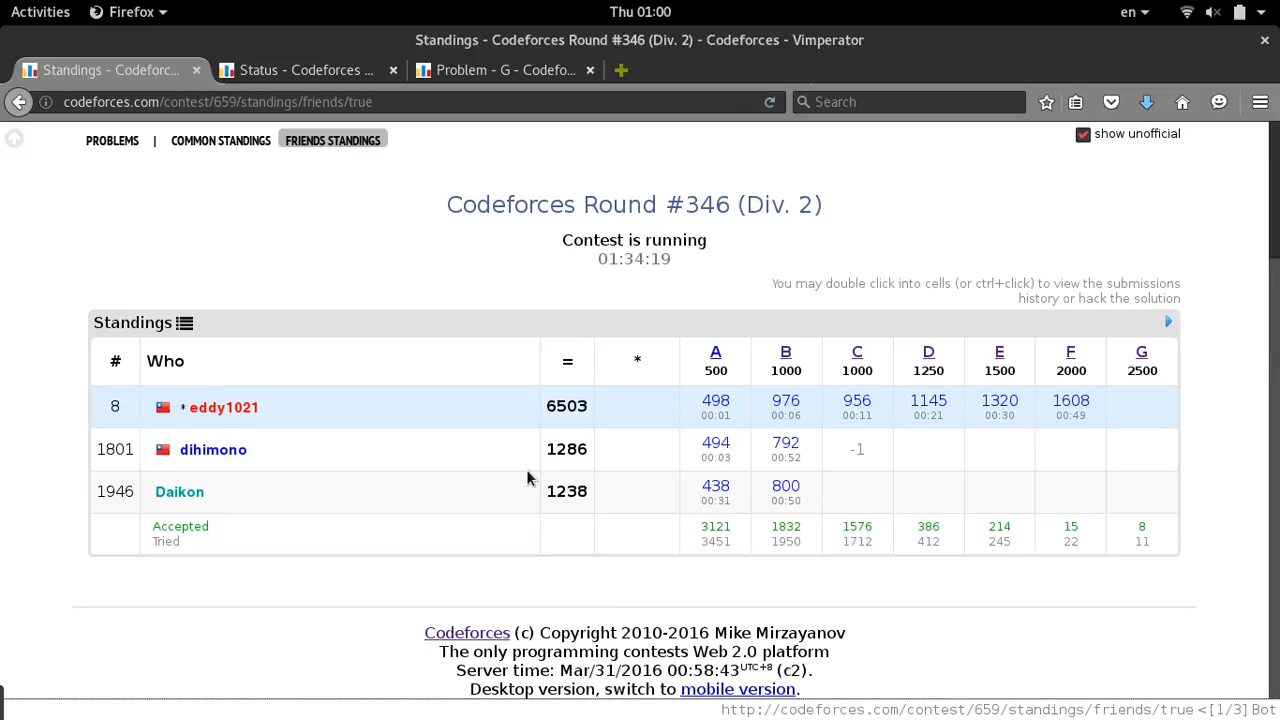 Activities Firefox Thu 01:00 en
Standings - Codeforces Round #346 (Div. 2) - Codeforces - Vimperator
Standings - Codeforc... Status - Codeforces ... Problem - G - Codefo...
codeforces.com/contest/659/standings/friends/true Search
PROBLEMS | COMMON STANDINGS FRIENDS STANDINGS show unofficial
Codeforces Round #346 (Div. 2)
Contest is running
01:34:19
You may double click into cells (or ctrl+click) to view the submissions
history or hack the solution
Standings
# Who = * A B C D E F G
500 1000 1000 1250 1500 2000 2500
8 * eddy1021 6503 498 976 956 1145 1320 1608
00:01 00:06 00:11 00:21 00:30 00:49
1801 dihimono 1286 494 792 -1
00:03 00:52
1946 Daikon 1238 438 800
00:31 00:50
Accepted 3121 1832 1576 386 214 15 8
Tried 3451 1950 1712 412 245 22 11
Codeforces (c) Copyright 2010-2016 Mike Mirzayanov
The only programming contests Web 2.0 platform
Server time: Mar/31/2016 00:58:43 UTC+8 (c2).
Desktop version, switch to mobile version.
http://codeforces.com/contest/659/standings/friends/true <[1/3] Bot